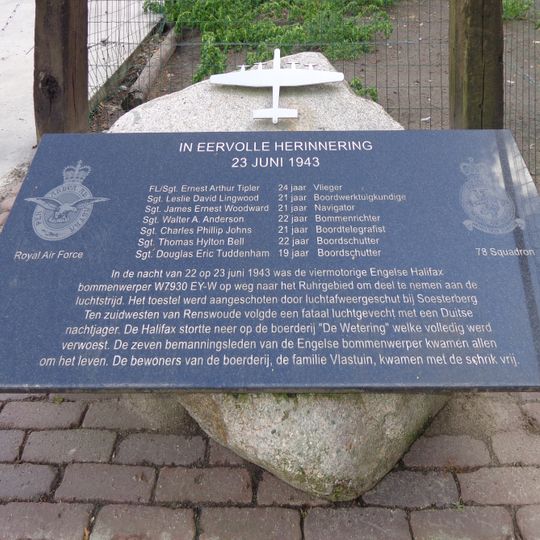 IN EERVOLLE HERINNERING
23 JUNI 1943
FL/Sgt. Ernest Arthur Tipler 24 jaar Vlieger
Sgt. Leslie David Lingwood 21 jaar Boordwerktuigkundige
Sgt. James Ernest Woodward 21 jaar Navigator
Sgt. Walter A. Anderson 22 jaar Bommenrichter
Sgt. Charles Phillip Johns 21 jaar Boordtelegrafist
Sgt. Thomas Hylton Bell 22 jaar Boordschutter
Sgt. Douglas Eric Tuddenham 19 jaar Boordschutter
Royal Air Force
78 Squadron
In de nacht van 22 op 23 juni 1943 was de viermotorige Engelse Halifax
bommenwerper W7930 EY-W op weg naar het Ruhrgebied om deel te nemen aan de
luchtstrijd. Het toestel werd aangeschoten door luchtafweergeschut bij Soesterberg
Ten zuidwesten van Renswoude volgde een fataal luchtgevecht met een Duitse
nachtjager. De Halifax stortte neer op de boerderij "De Wetering" welke volledig werd
verwoest. De zeven bemanningsleden van de Engelse bommenwerper kwamen allen
om het leven. De bewoners van de boerderij, de familie Vlastuin, kwamen met de schrik vrij.